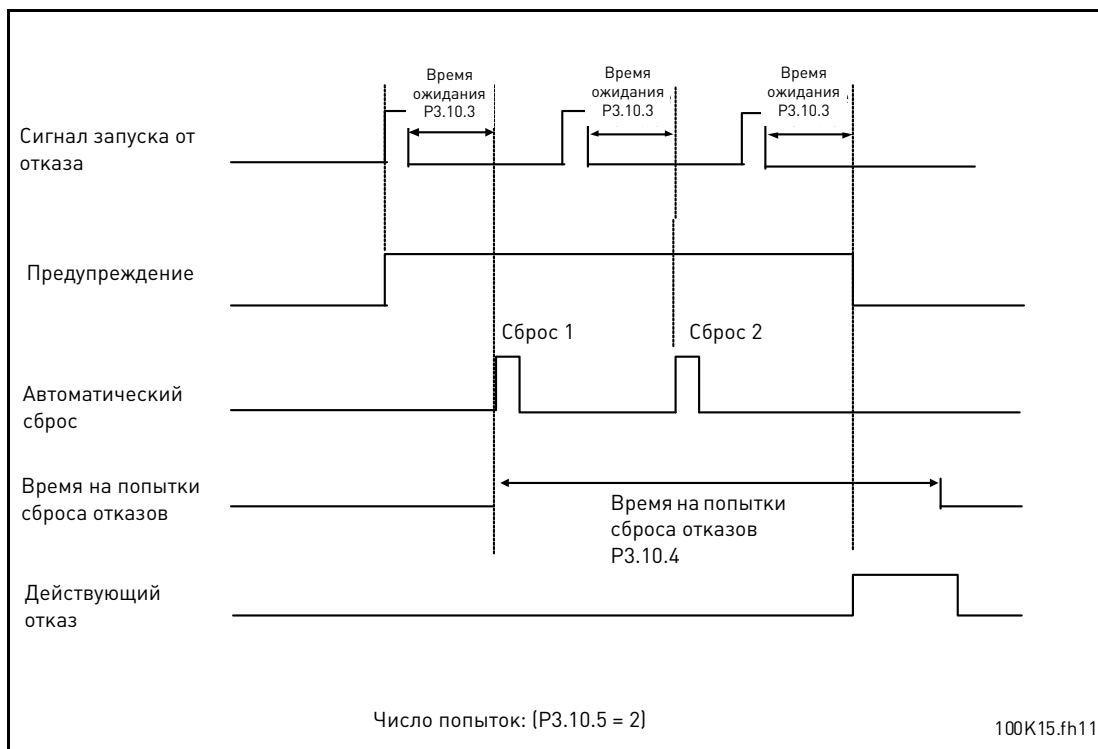 Время
ожидания
P3.10.3
Время
ожидания
P3.10.3
Время
ожидания
P3.10.3
Сигнал запуска от
отказа
Предупреждение
Сброс 1
Сброс 2
Автоматический
сброс
Время на попытки
сброса отказов
Время на попытки
сброса отказов
P3.10.4
Действующий
отказ
Число попыток: (P3.10.5 = 2)
100K15.fh11